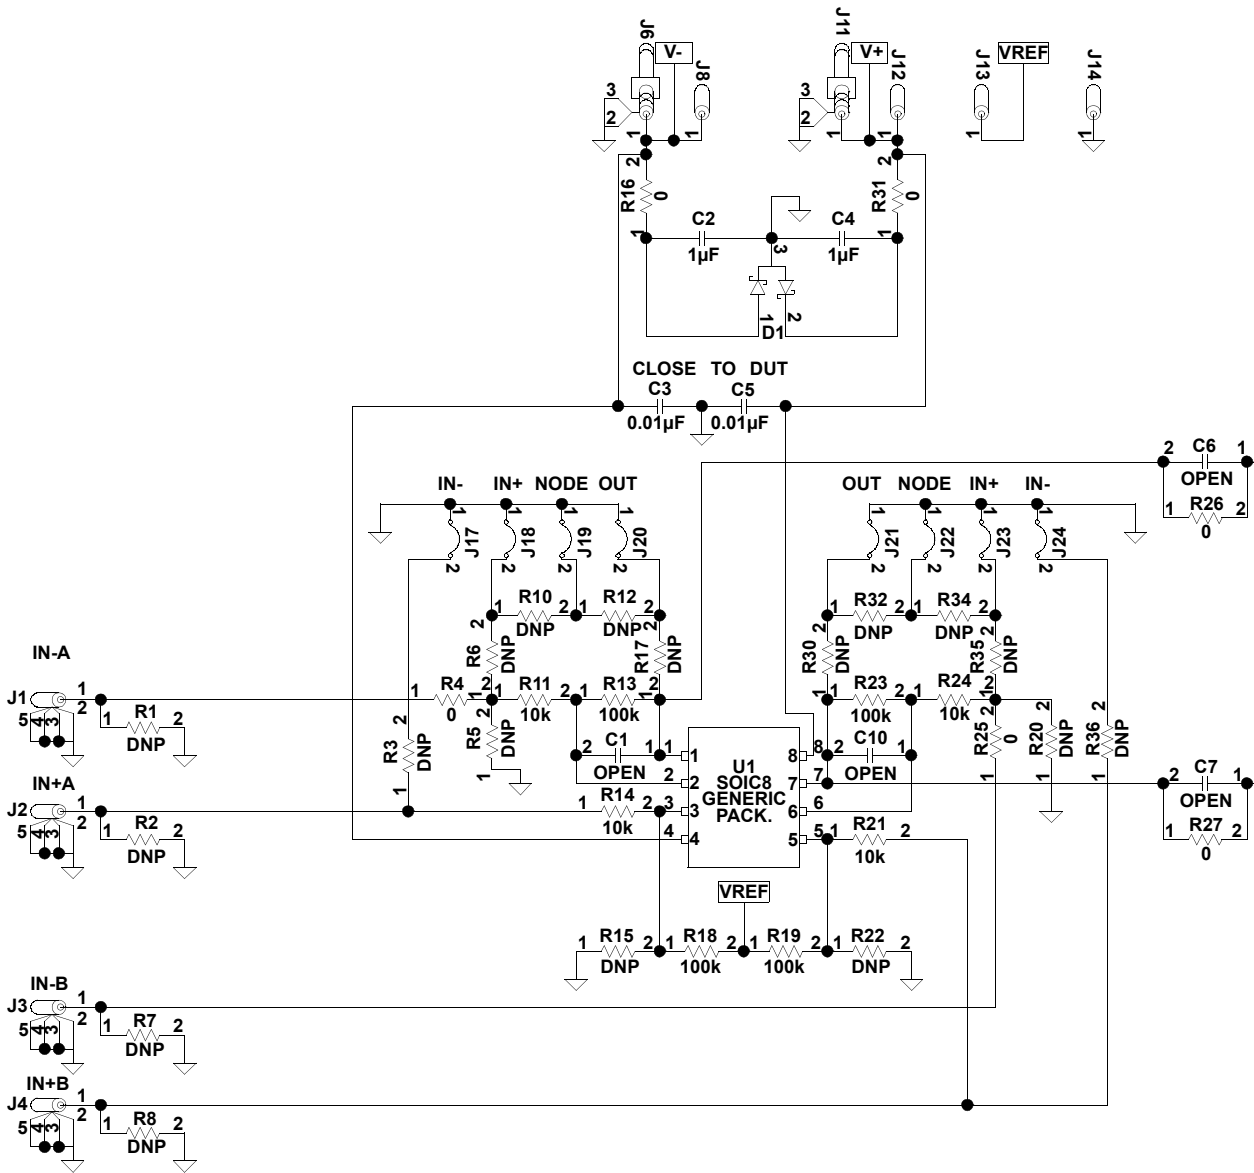 J6
V-
J8
3
2
1
1
J11
V+
J12
3
2
1
1
J13
VREF
1
J14
1
2
R16
0
1
C2
1µF
C4
1µF
3
2
R31
0
1
1
2
D1
CLOSE TO DUT
C3
0.01µF
C5
0.01µF
2
C6
1
OPEN
1
R26
2
0
IN-
IN+
NODE
OUT
1
1
1
1
J17
J18
J19
J20
2
2
2
2
OUT
NODE
IN+
IN-
1
1
1
1
J21
J22
J23
J24
2
2
2
2
1
R10
2
DNP
1
R12
2
DNP
2
R6
DNP
1
2
R17
DNP
1
1
R32
2
DNP
1
R34
2
DNP
2
R30
DNP
1
2
R35
DNP
1
IN-A
J1
1
2
5
4
3
1
R1
2
DNP
1
R4
2
0
1
R11
2
10k
1
R13
2
100k
2
R3
DNP
1
2
R5
DNP
1
2
C1
1
OPEN
1
R23
2
100k
1
R24
2
10k
2
C10
1
OPEN
2
R25
0
1
2
R20
DNP
1
2
R36
DNP
1
U1
SOIC8
GENERIC
PACK.
1
1
2
2
3
3
4
4
8
8
7
7
6
6
5
5
IN+A
J2
1
2
5
4
3
1
R2
2
DNP
1
R14
2
10k
1
R21
2
10k
2
C7
1
OPEN
1
R27
2
0
VREF
1
R15
2
DNP
1
R18
2
100k
1
R19
2
100k
1
R22
2
DNP
IN-B
J3
1
2
5
4
3
1
R7
2
DNP
IN+B
J4
1
2
5
4
3
1
R8
2
DNP